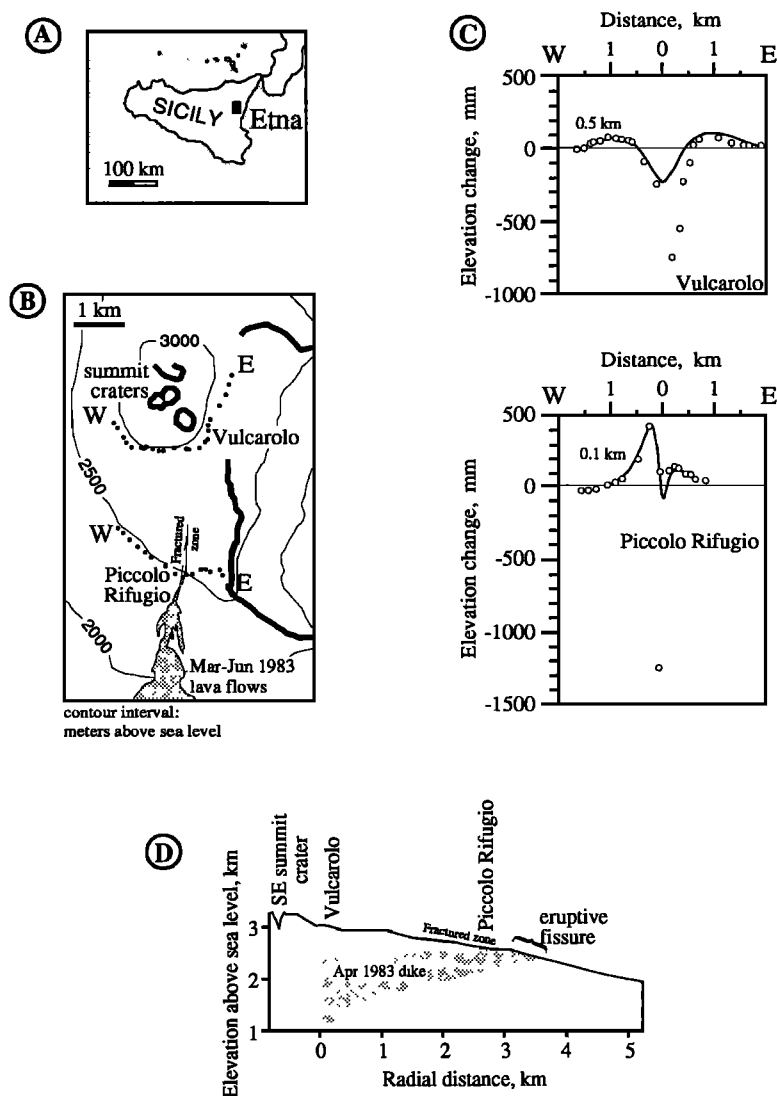 A
SICILY
Etna
100 km
B
1 km
3000
summit
craters
E
W
Vulcarolo
2500
W
Fractured
zone
Piccolo
Rifugio
E
2000
Mar-Jun 1983
lava flows
contour interval:
meters above sea level
C
Distance, km
W 1 0 1 E
500
0
-500
-1000
Elevation change, mm
0.5 km
Vulcarolo
Distance, km
W 1 0 1 E
500
0
-500
-1000
-1500
Elevation change, mm
0.1 km
Piccolo Rifugio
D
SE summit
crater
Vulcarolo
Piccolo Rifugio
eruptive
fissure
Fractured zone
Apr 1983 dike
Elevation above sea level, km
3
2
1
0 1 2 3 4 5
Radial distance, km